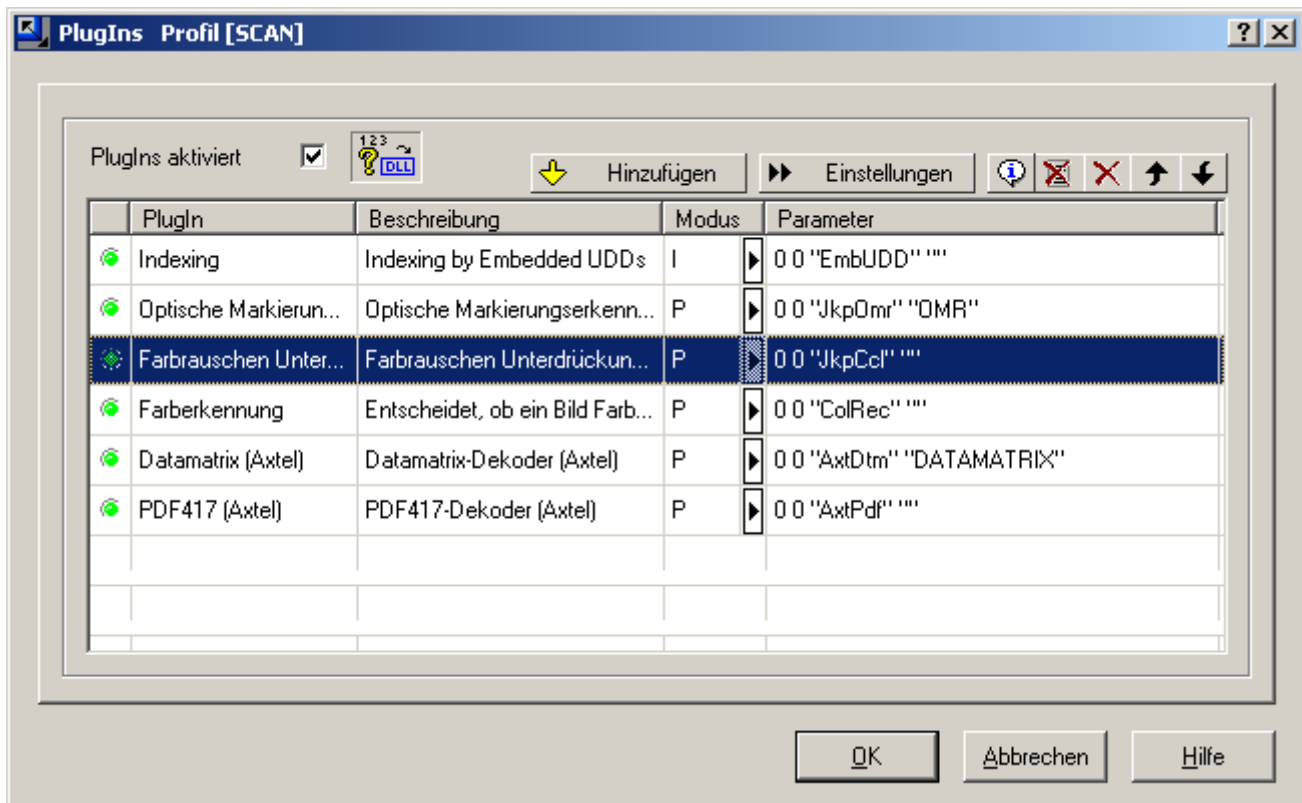 PlugIns Profil [SCAN]
PlugIns aktiviert
123
DLL
Hinzufügen
Einstellungen
PlugIn Beschreibung Modus Parameter
Indexing Indexing by Embedded UDDs I 0 0 "EmbUDD" ""
Optische Markierun... Optische Markierungserkenn... P 0 0 "JkpOmr" "OMR"
Farbrauschen Unter... Farbrauschen Unterdrückun... P 0 0 "JkpCcl" ""
Farberkennung Entscheidet, ob ein Bild Farb... P 0 0 "ColRec" ""
Datamatrix (Axtel) Datamatrix-Dekoder (Axtel) P 0 0 "AxtDtm" "DATAMATRIX"
PDF417 (Axtel) PDF417-Dekoder (Axtel) P 0 0 "AxtPdf" ""
OK Abbrechen Hilfe